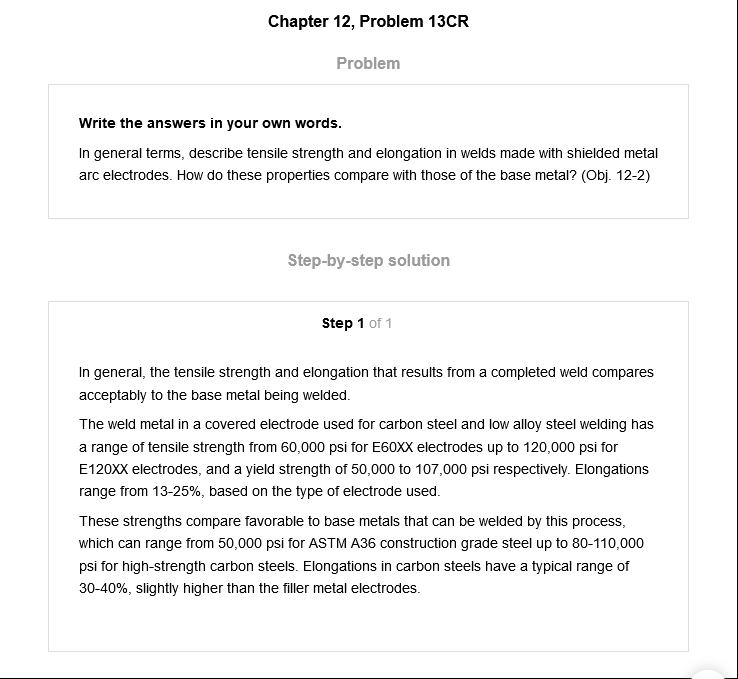 Chapter 12, Problem 13CR
Problem
Write the answers in your own words.
In general terms, describe tensile strength and elongation in welds made with shielded metal
arc electrodes. How do these properties compare with those of the base metal? (Obj. 12-2)
Step-by-step solution
Step 1 of 1
In general, the tensile strength and elongation that results from a completed weld compares
acceptably to the base metal being welded.
The weld metal in a covered electrode used for carbon steel and low alloy steel welding has
a range of tensile strength from 60,000 psi for E60XX electrodes up to 120,000 psi for
E120XX electrodes, and a yield strength of 50,000 to 107,000 psi respectively. Elongations
range from 13-25%, based on the type of electrode used.
These strengths compare favorable to base metals that can be welded by this process,
which can range from 50,000 psi for ASTM A36 construction grade steel up to 80-110,000
psi for high-strength carbon steels. Elongations in carbon steels have a typical range of
30-40%, slightly higher than the filler metal electrodes.